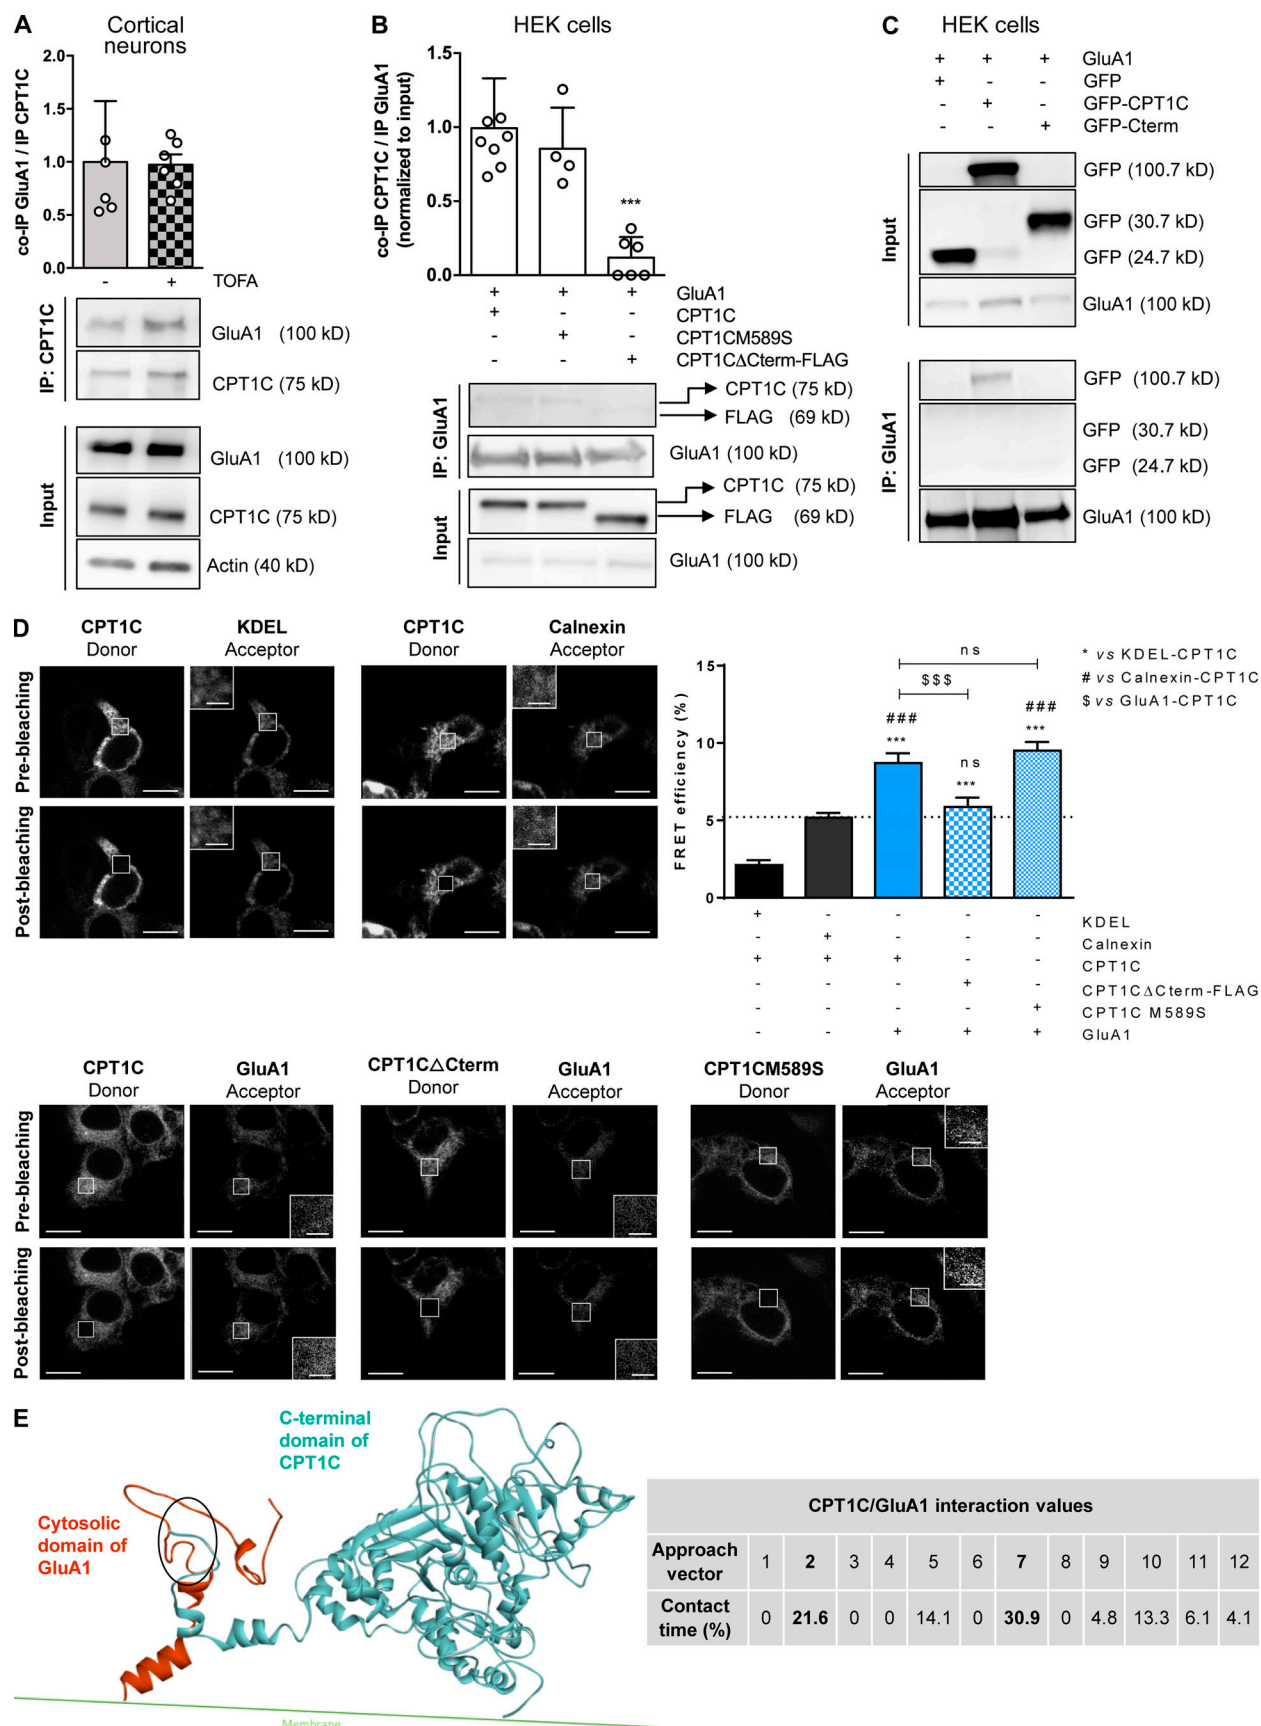 A
Cortical
neurons
co-IP GluA1 / IP CPT1C
2.0
1.5
1.0
0.5
0.0
- + TOFA
IP: CPT1C
GluA1 (100 kD)
CPT1C (75 kD)
Input
GluA1 (100 kD)
CPT1C (75 kD)
Actin (40 kD)
B
HEK cells
co-IP CPT1C / IP GluA1
(normalized to input)
1.5
1.0
0.5
0.0
***
+ + + GluA1
+ - - CPT1C
- + - CPT1CM589S
- - + CPT1CΔCterm-FLAG
IP: GluA1
CPT1C (75 kD)
FLAG (69 kD)
GluA1 (100 kD)
Input
CPT1C (75 kD)
FLAG (69 kD)
GluA1 (100 kD)
C
HEK cells
+ + + GluA1
+ - - GFP
- + - GFP-CPT1C
- - + GFP-Cterm
Input
GFP (100.7 kD)
GFP (30.7 kD)
GFP (24.7 kD)
GluA1 (100 kD)
IP: GluA1
GFP (100.7 kD)
GFP (30.7 kD)
GFP (24.7 kD)
GluA1 (100 kD)
D
CPT1C
Donor
KDEL
Acceptor
CPT1C
Donor
Calnexin
Acceptor
Pre-bleaching
Post-bleaching
FRET efficiency (%)
15
10
5
0
ns
$$$
###
***
ns
***
###
***
* vs KDEL-CPT1C
# vs Calnexin-CPT1C
$ vs GluA1-CPT1C
+ - - - - KDEL
- + - - - Calnexin
+ + + - - CPT1C
- - - + - CPT1CΔCterm-FLAG
- - - - + CPT1C M589S
- - + + + GluA1
CPT1C
Donor
GluA1
Acceptor
CPT1C△Cterm
Donor
GluA1
Acceptor
CPT1CM589S
Donor
GluA1
Acceptor
Pre-bleaching
Post-bleaching
E
C-terminal
domain of
CPT1C
Cytosolic
domain of
GluA1
Membrane
CPT1C/GluA1 interaction values
Approach vector 1 2 3 4 5 6 7 8 9 10 11 12
Contact time (%) 0 21.6 0 0 14.1 0 30.9 0 4.8 13.3 6.1 4.1